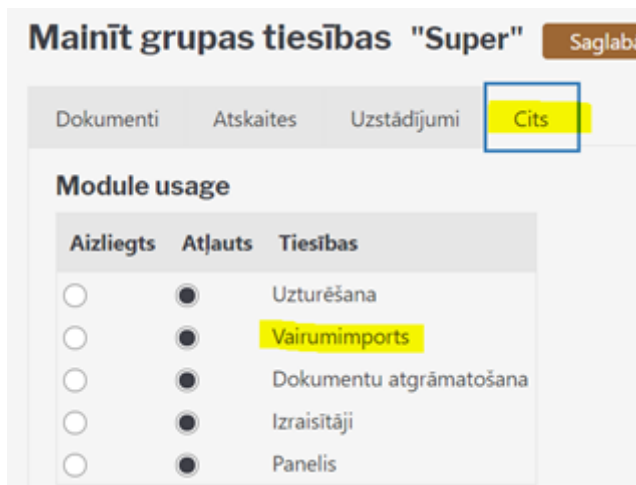 Mainīt grupas tiesības "Super" Saglabā
Dokumenti Atskaites Uzstādījumi Cits
Module usage
Aizliegts Atļauts Tiesības
Uzturēšana
Vairumimports
Dokumentu atgrāmatošana
Izraisītāji
Panelis